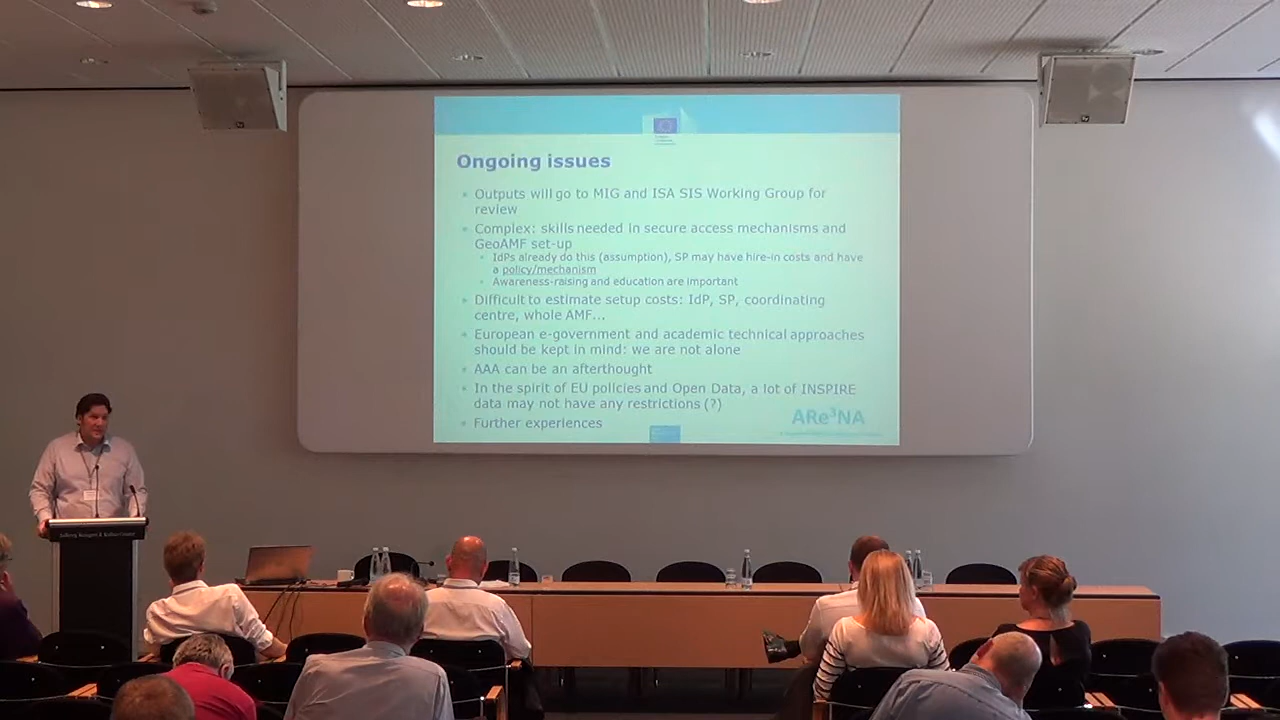 Ongoing issues
Outputs will go to MIG and ISA SIS Working Group for
review
Complex: skills needed in secure access mechanisms and
GeoAMF set-up
IdPs already do this (assumption), SP may have hire-in costs and have
a policy/mechanism
Awareness-raising and education are important
Difficult to estimate setup costs: IdP, SP, coordinating
centre, whole AMF...
European e-government and academic technical approaches
should be kept in mind: we are not alone
AAA can be an afterthought
In the spirit of EU policies and Open Data, a lot of INSPIRE
data may not have any restrictions (?)
ARe³NA
Further experiences
Aalborg Kongres & Kultur Center